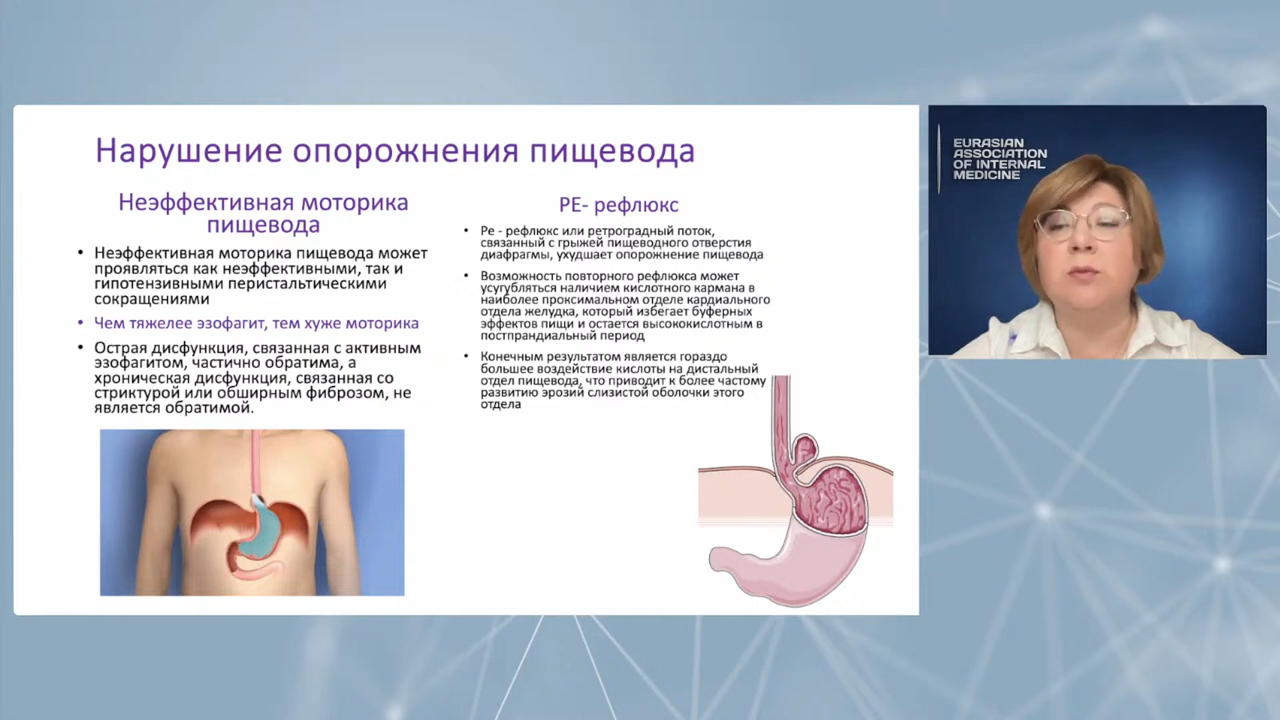 Нарушение опорожнения пищевода
Неэффективная моторика
пищевода
• Неэффективная моторика пищевода может
проявляться как неэффективными, так и
гипотензивными перистальтическими
сокращениями
• Чем тяжелее эзофагит, тем хуже моторика
• Острая дисфункция, связанная с активным
эзофагитом, частично обратима, а
хроническая дисфункция, связанная со
стриктурой или обширным фиброзом, не
является обратимой.
РЕ- рефлюкс
• Ре - рефлюкс или ретроградный поток,
связанный с грыжей пищеводного отверстия
диафрагмы, ухудшает опорожнение пищевода
• Возможность повторного рефлюкса может
усугубляться наличием кислотного кармана в
наиболее проксимальном отделе кардиального
отдела желудка, который избегает буферных
эффектов пищи и остается высококислотным в
постпрандиальный период
• Конечным результатом является гораздо
большее воздействие кислоты на дистальный
отдел пищевода, что приводит к более частому
развитию эрозий слизистой оболочки этого
отдела
EURASIAN
ASSOCIATION
OF INTERNAL
MEDICINE